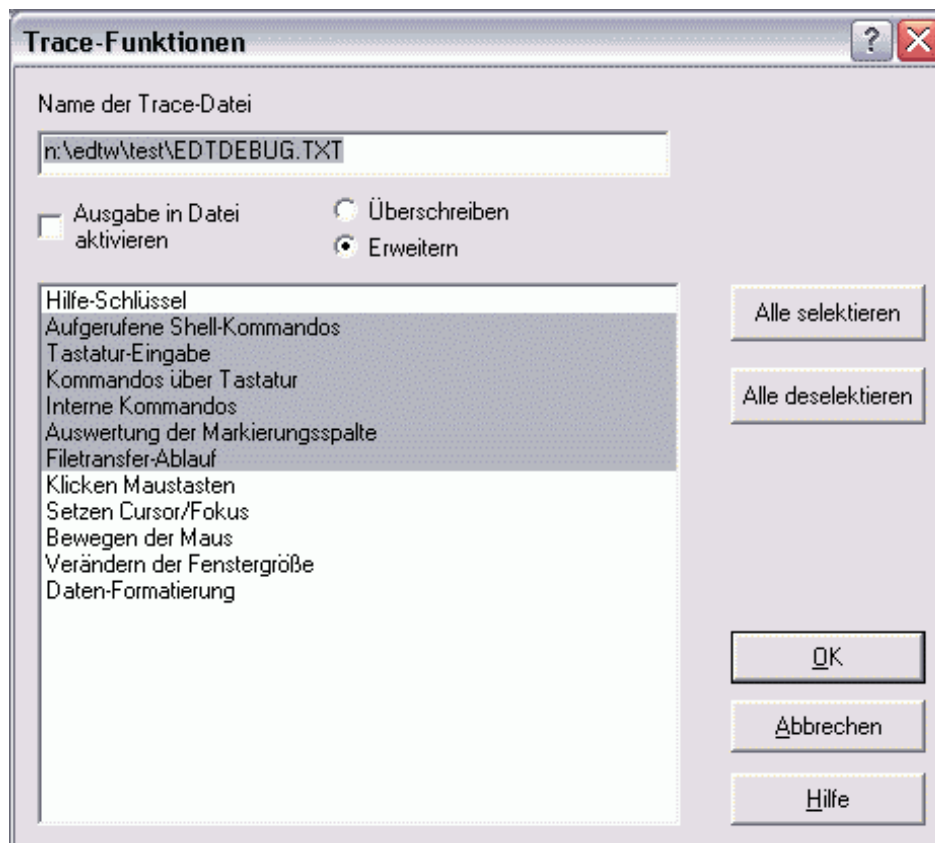 Trace-Funktionen
Name der Trace-Datei
n:\edtw\test\EDTDEBUG.TXT
Ausgabe in Datei
aktivieren
Überschreiben
Erweitern
Hilfe-Schlüssel
Aufgerufene Shell-Kommandos
Tastatur-Eingabe
Kommandos über Tastatur
Interne Kommandos
Auswertung der Markierungsspalte
Filetransfer-Ablauf
Klicken Maustasten
Setzen Cursor/Fokus
Bewegen der Maus
Verändern der Fenstergröße
Daten-Formatierung
Alle selektieren
Alle deselektieren
OK
Abbrechen
Hilfe